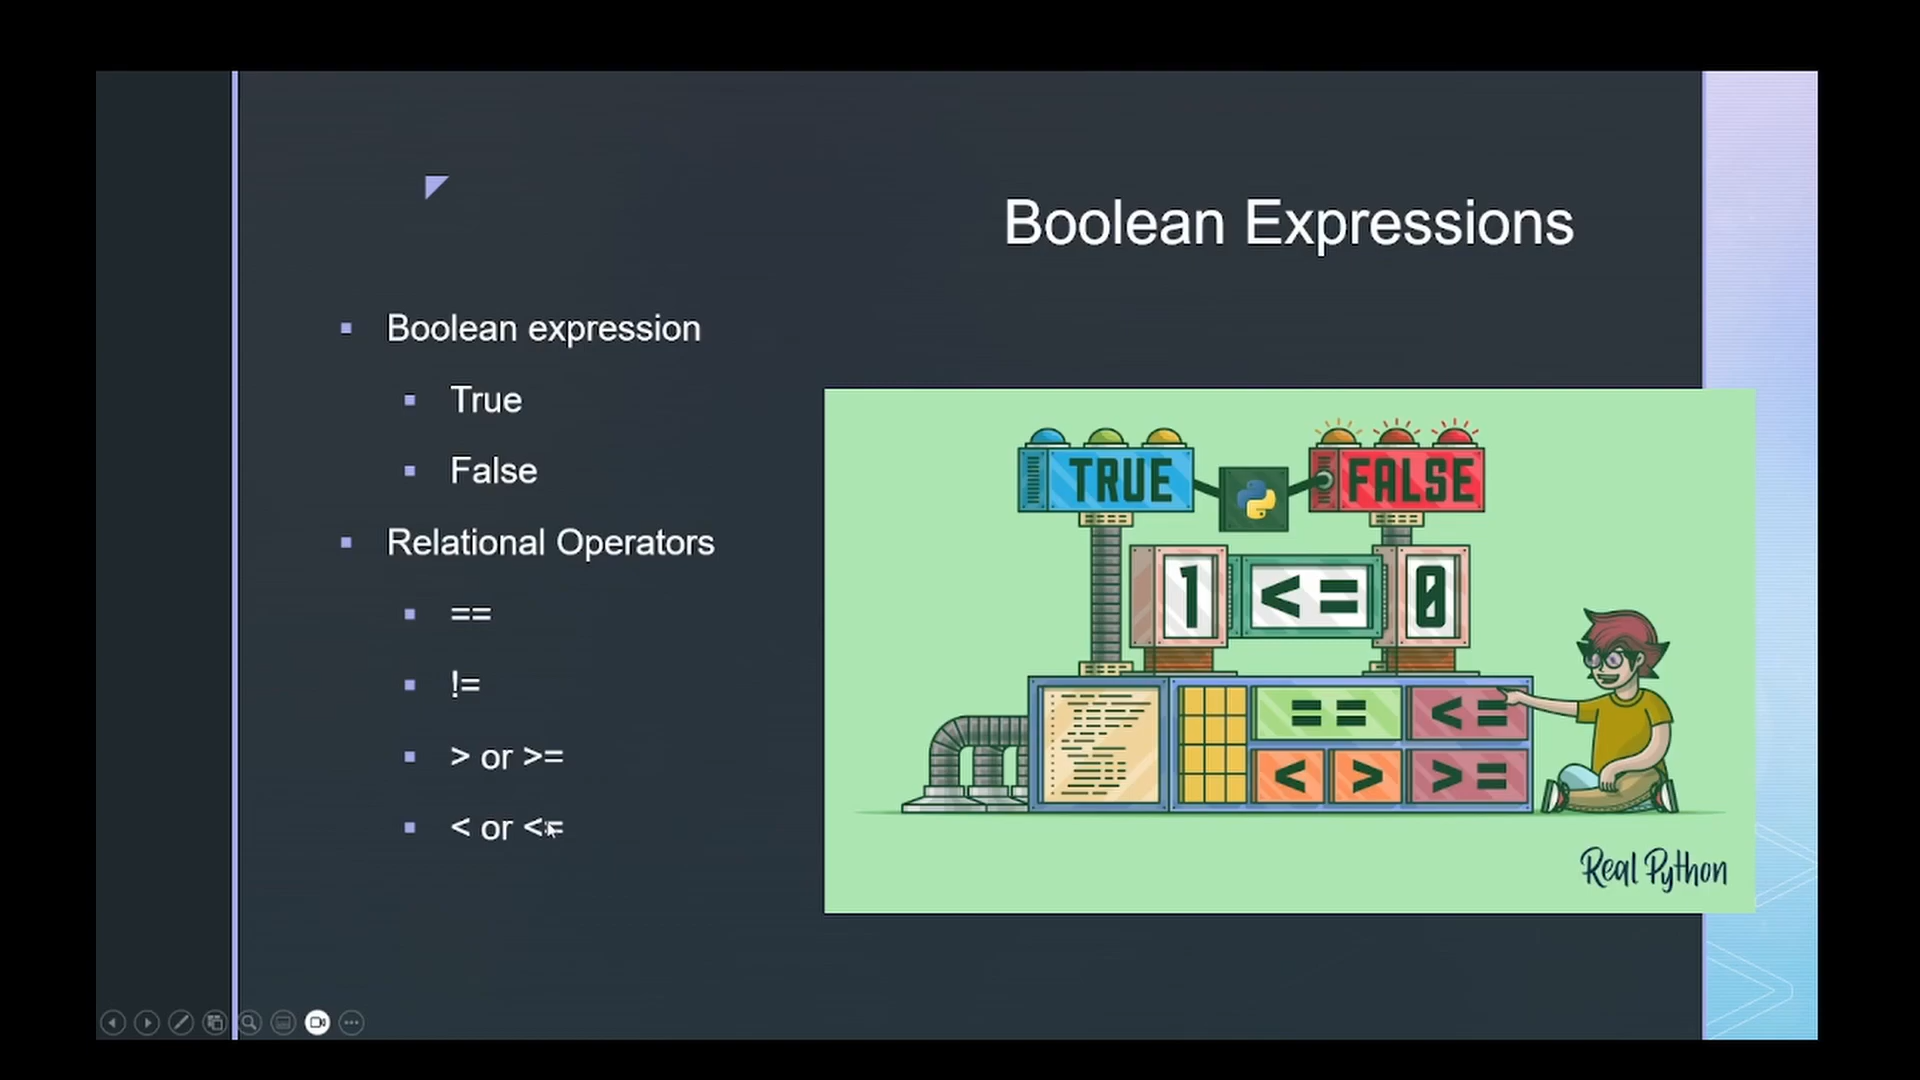 Boolean Expressions
Boolean expression
True
False
Relational Operators
==
!=
> or >=
< or <=
TRUE
FALSE
1 <= 0
== <=
< > >=
Real Python